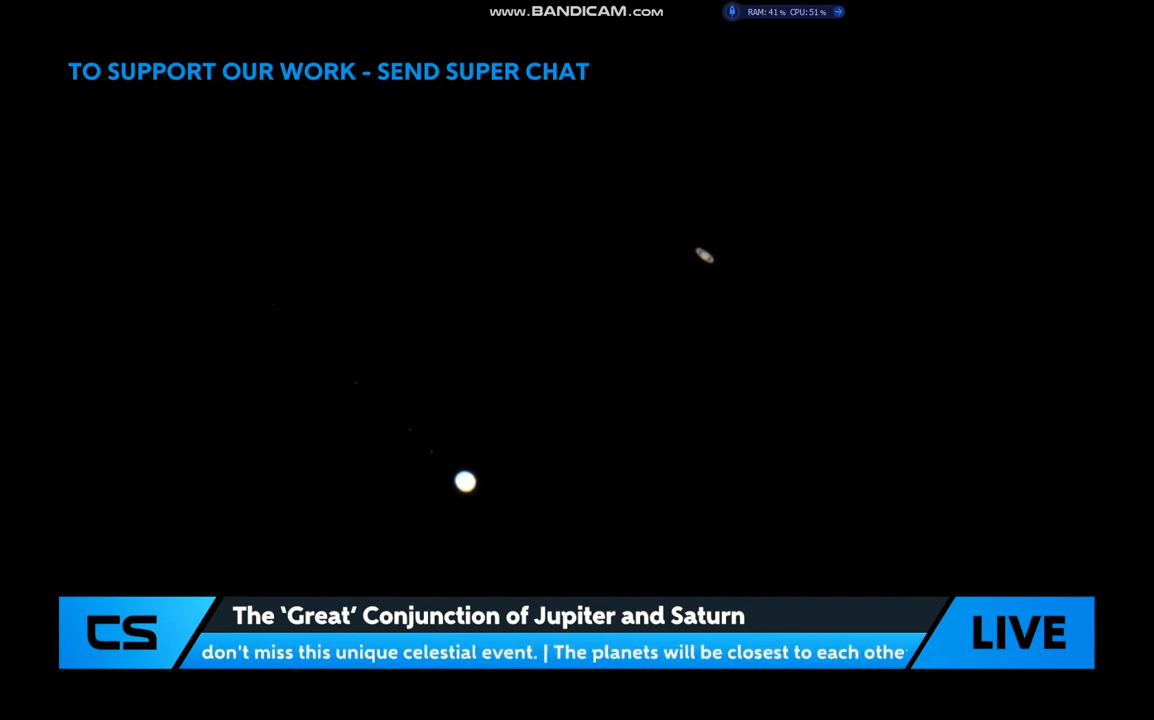 www.BANDICAM.com
RAM:41% CPU:51%
TO SUPPORT OUR WORK - SEND SUPER CHAT
CS
The ‘Great’ Conjunction of Jupiter and Saturn
don't miss this unique celestial event. | The planets will be closest to each othe
LIVE